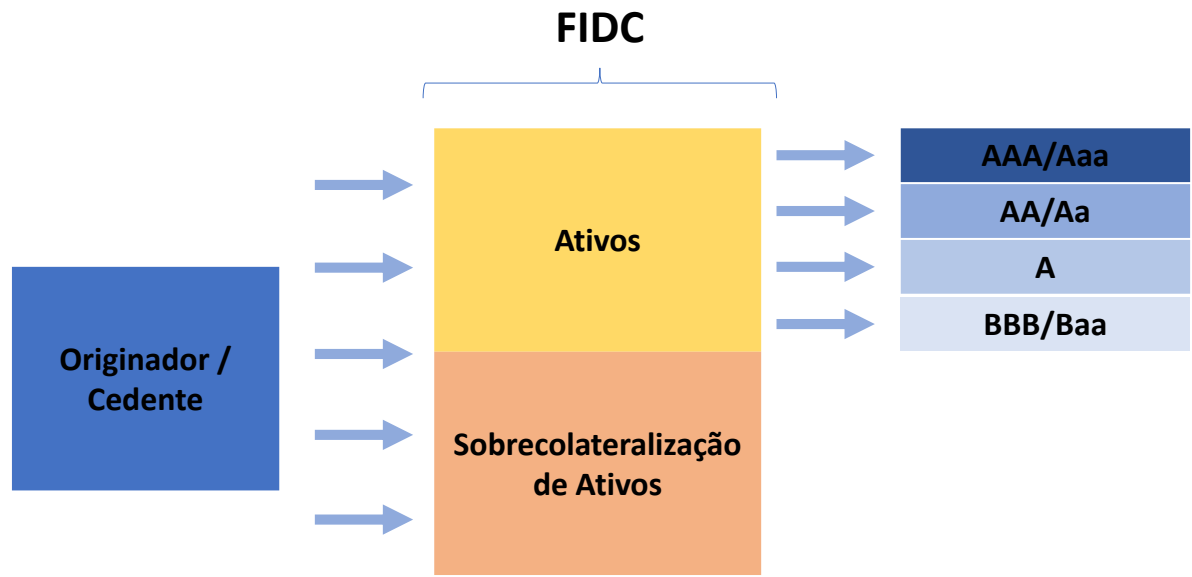 FIDC
Originador /
Cedente
Ativos
Sobrecolateralização
de Ativos
AAA/Aaa
AA/Aa
A
BBB/Baa